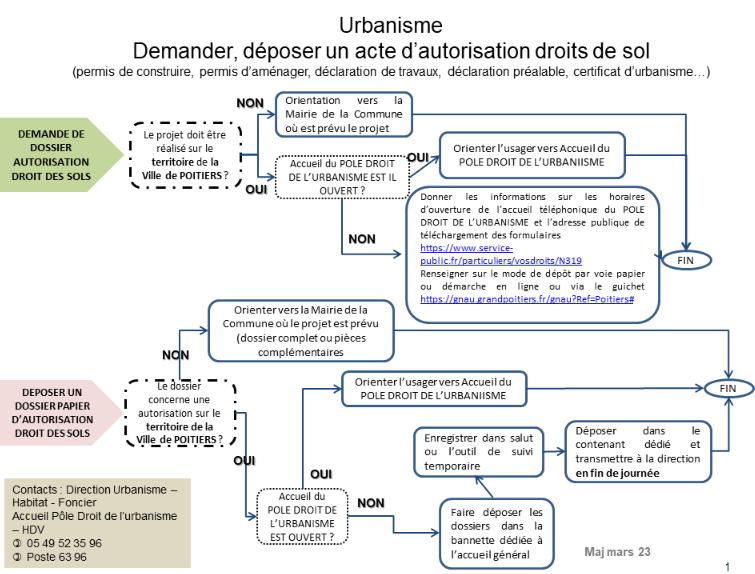 Urbanisme
Demander, déposer un acte d’autorisation droits de sol
(permis de construire, permis d’aménager, déclaration de travaux, déclaration préalable, certificat d’urbanisme…)
DEMANDE DE
DOSSIER
AUTORISATION
DROIT DES SOLS
Le projet doit être
réalisé sur le
territoire de la
Ville de POITIERS ?
NON
Orientation vers la
Mairie de la Commune
où est prévu le projet
OUI
Accueil du POLE DROIT
DE L’URBANISME EST IL
OUVERT ?
OUI
Orienter l’usager vers Accueil du
POLE DROIT DE L’URBANIISME
NON
Donner les informations sur les horaires
d’ouverture de l’accueil téléphonique du POLE
DROIT DE L’URBANISME et l’adresse publique de
téléchargement des formulaires
https://www.service-
public.fr/particuliers/vosdroits/N319
Renseigner sur le mode de dépôt par voie papier
ou démarche en ligne ou via le guichet
https://gnau.grandpoitiers.fr/gnau?Ref=Poitiers#
FIN
DEPOSER UN
DOSSIER PAPIER
D’AUTORISATION
DROIT DES SOLS
Le dossier
concerne une
autorisation sur le
territoire de la
Ville de POITIERS ?
NON
Orienter vers la Mairie de la
Commune où le projet est prévu
(dossier complet ou pièces
complémentaires
OUI
Accueil du
POLE DROIT DE
L’URBANISME
EST OUVERT ?
OUI
Orienter l’usager vers Accueil du
POLE DROIT DE L’URBANIISME
NON
Faire déposer les
dossiers dans la
bannette dédiée à
l’accueil général
Enregistrer dans salut
ou l’outil de suivi
temporaire
Déposer dans le
contenant dédié et
transmettre à la direction
en fin de journée
FIN
Contacts : Direction Urbanisme –
Habitat - Foncier
Accueil Pôle Droit de l’urbanisme
– HDV
✆ 05 49 52 35 96
✆ Poste 63 96
Maj mars 23
1